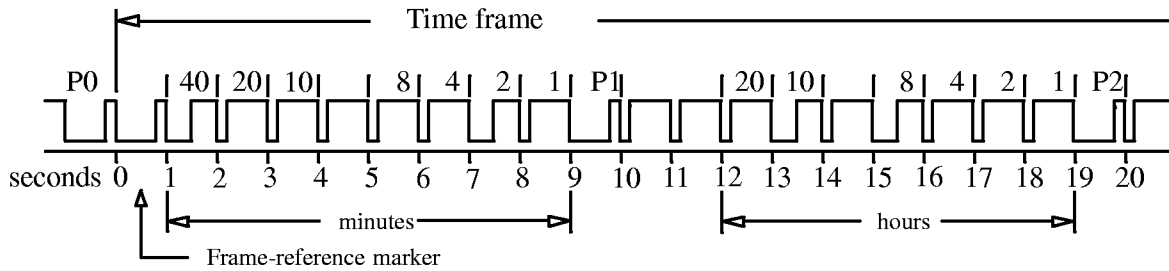 Time frame
P0 40 20 10 8 4 2 1 P1 20 10 8 4 2 1 P2
seconds 0 1 2 3 4 5 6 7 8 9 10 11 12 13 14 15 16 17 18 19 20
minutes hours
Frame-reference marker